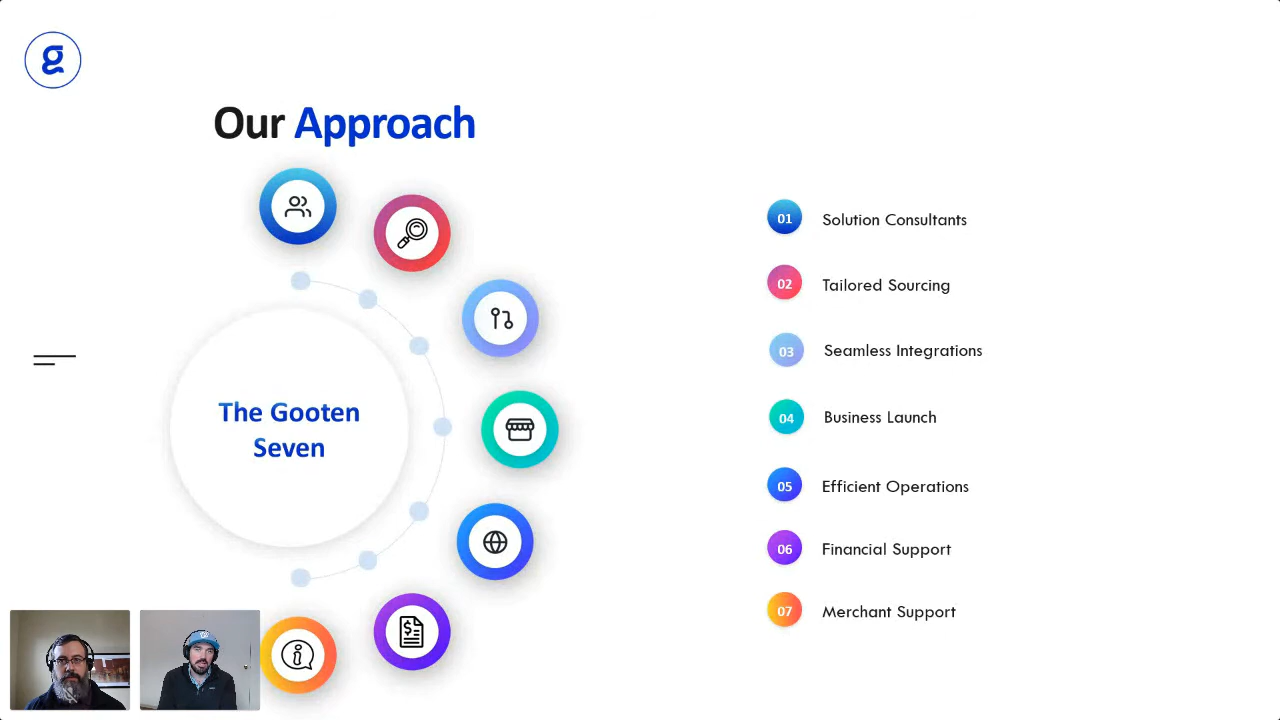 g
Our Approach
The Gooten
Seven
01 Solution Consultants
02 Tailored Sourcing
03 Seamless Integrations
04 Business Launch
05 Efficient Operations
06 Financial Support
07 Merchant Support